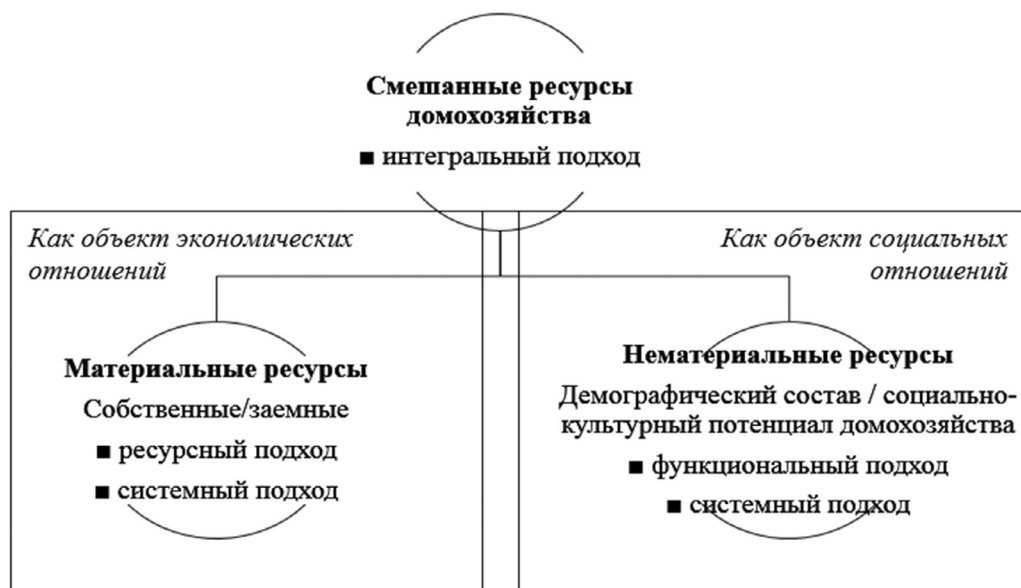 Смешанные ресурсы
домохозяйства
■ интегральный подход
Как объект экономических
отношений
Как объект социальных
отношений
Материальные ресурсы
Собственные/заемные
■ ресурсный подход
■ системный подход
Нематериальные ресурсы
Демографический состав / социально-
культурный потенциал домохозяйства
■ функциональный подход
■ системный подход